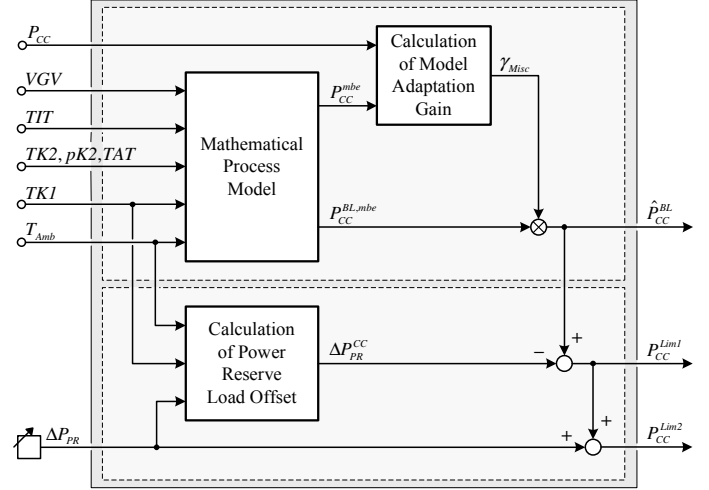 P_CC
VGV
TIT
TK2, pK2, TAT
TK1
T_Amb
Mathematical
Process
Model
P_CC^mbe
P_CC^BL,mbe
Calculation
of Model
Adaptation
Gain
γ_Misc
P̂_CC^BL
Calculation
of Power
Reserve
Load Offset
ΔP_PR^CC
−
+
P_CC^Lim1
ΔP_PR
+
+
P_CC^Lim2